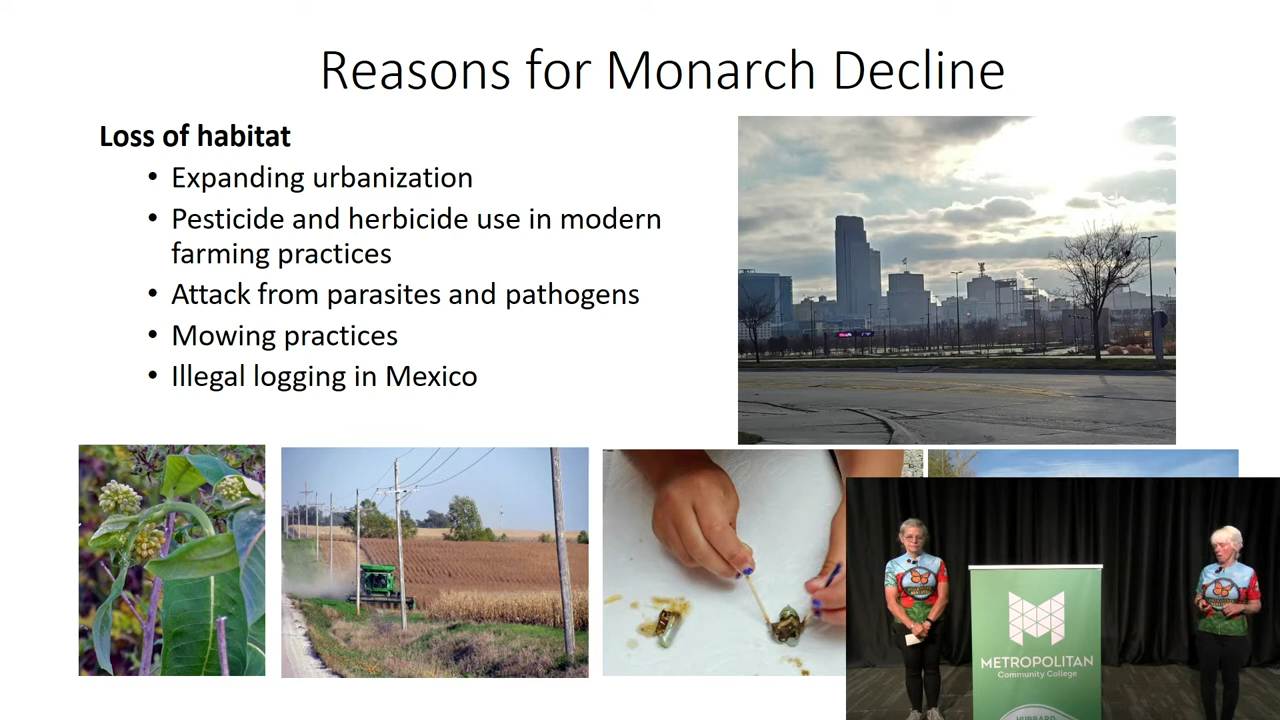 Reasons for Monarch Decline
Loss of habitat
• Expanding urbanization
• Pesticide and herbicide use in modern
farming practices
• Attack from parasites and pathogens
• Mowing practices
• Illegal logging in Mexico
METROPOLITAN
Community College
HUBBARD